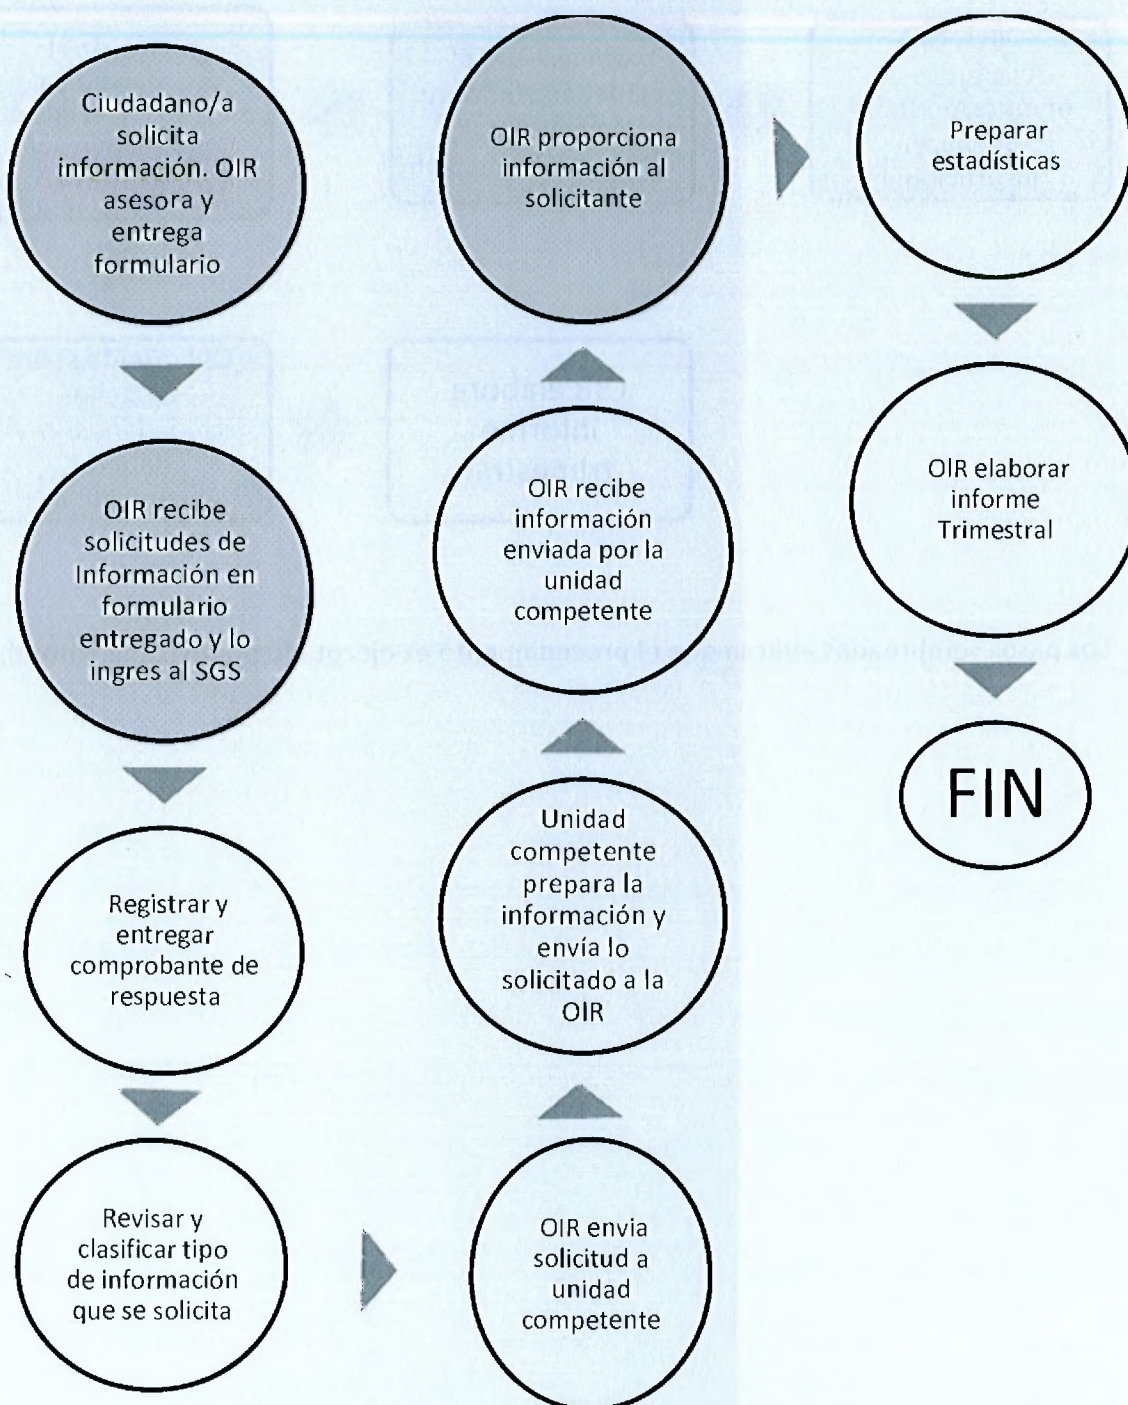 Ciudadano/a
solicita
información. OIR
asesora y
entrega
formulario
OIR recibe
solicitudes de
Información en
formulario
entregado y lo
ingres al SGS
Registrar y
entregar
comprobante de
respuesta
Revisar y
clasificar tipo
de información
que se solicita
OIR envia
solicitud a
unidad
competente
Unidad
competente
prepara la
información y
envía lo
solicitado a la
OIR
OIR recibe
información
enviada por la
unidad
competente
OIR proporciona
información al
solicitante
Preparar
estadísticas
OIR elaborar
informe
Trimestral
FIN